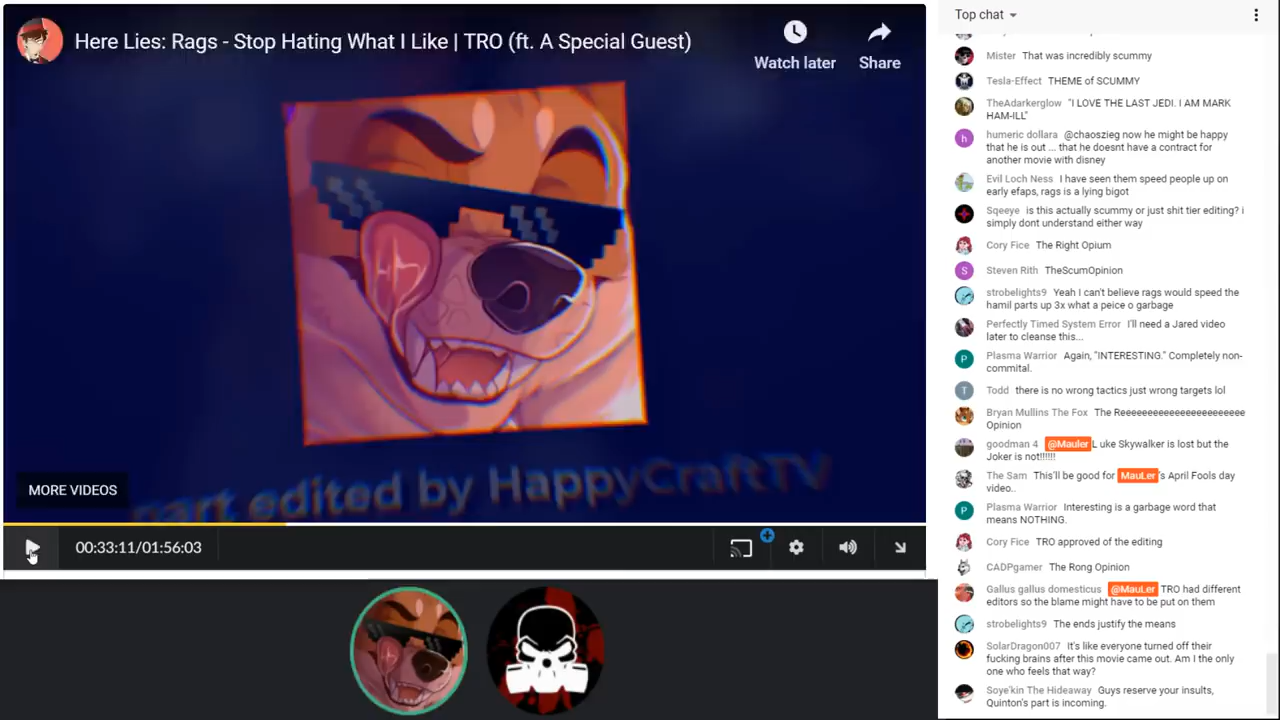 Here Lies: Rags - Stop Hating What I Like | TRO (ft. A Special Guest)
Watch later
Share
part edited by HappyCraftTV
MORE VIDEOS
00:33:11/01:56:03
Top chat
Mister That was incredibly scummy
Tesla-Effect THEME of SCUMMY
TheAdarkerglow "I LOVE THE LAST JEDI. I AM MARK
HAM-ILL"
h
humeric dollara @chaoszieg now he might be happy
that he is out ... that he doesnt have a contract for
another movie with disney
Evil Loch Ness I have seen them speed people up on
early efaps, rags is a lying bigot
Sqeeye is this actually scummy or just shit tier editing? i
simply dont understand either way
Cory Fice The Right Opium
S
Steven Rith TheScumOpinion
strobelights9 Yeah I can't believe rags would speed the
hamil parts up 3x what a peice o garbage
Perfectly Timed System Error I'll need a Jared video
later to cleanse this...
P
Plasma Warrior Again, "INTERESTING." Completely non-
commital.
T
Todd there is no wrong tactics just wrong targets lol
Bryan Mullins The Fox The Reeeeeeeeeeeeeeeeeeeeeee
Opinion
goodman 4 @Mauler L uke Skywalker is lost but the
Joker is not!!!!!!
The Sam This'll be good for MauLer's April Fools day
video..
P
Plasma Warrior Interesting is a garbage word that
means NOTHING.
Cory Fice TRO approved of the editing
CADPgamer The Rong Opinion
Gallus gallus domesticus @MauLer TRO had different
editors so the blame might have to be put on them
strobelights9 The ends justify the means
SolarDragon007 It's like everyone turned off their
fucking brains after this movie came out. Am I the only
one who feels that way?
Soye'kin The Hideaway Guys reserve your insults,
Quinton's part is incoming.